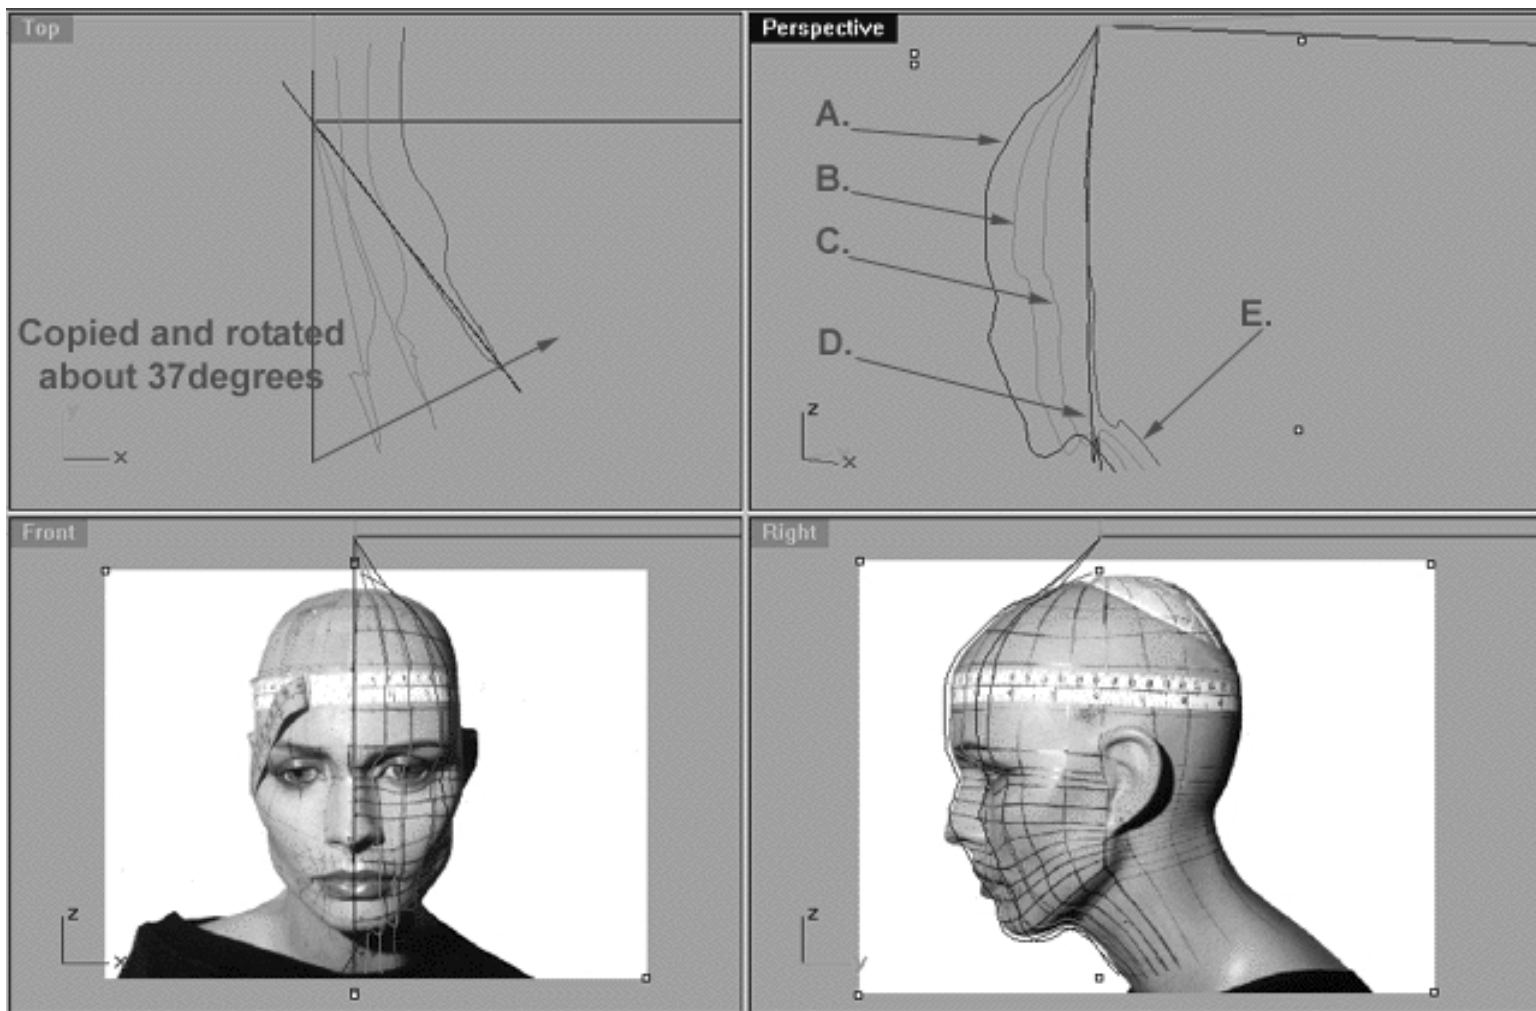 Top
Perspective
A.
B.
C.
D.
E.
Copied and rotated
about 37degrees
y
x
z
x
Front
Right
z
x
z
y